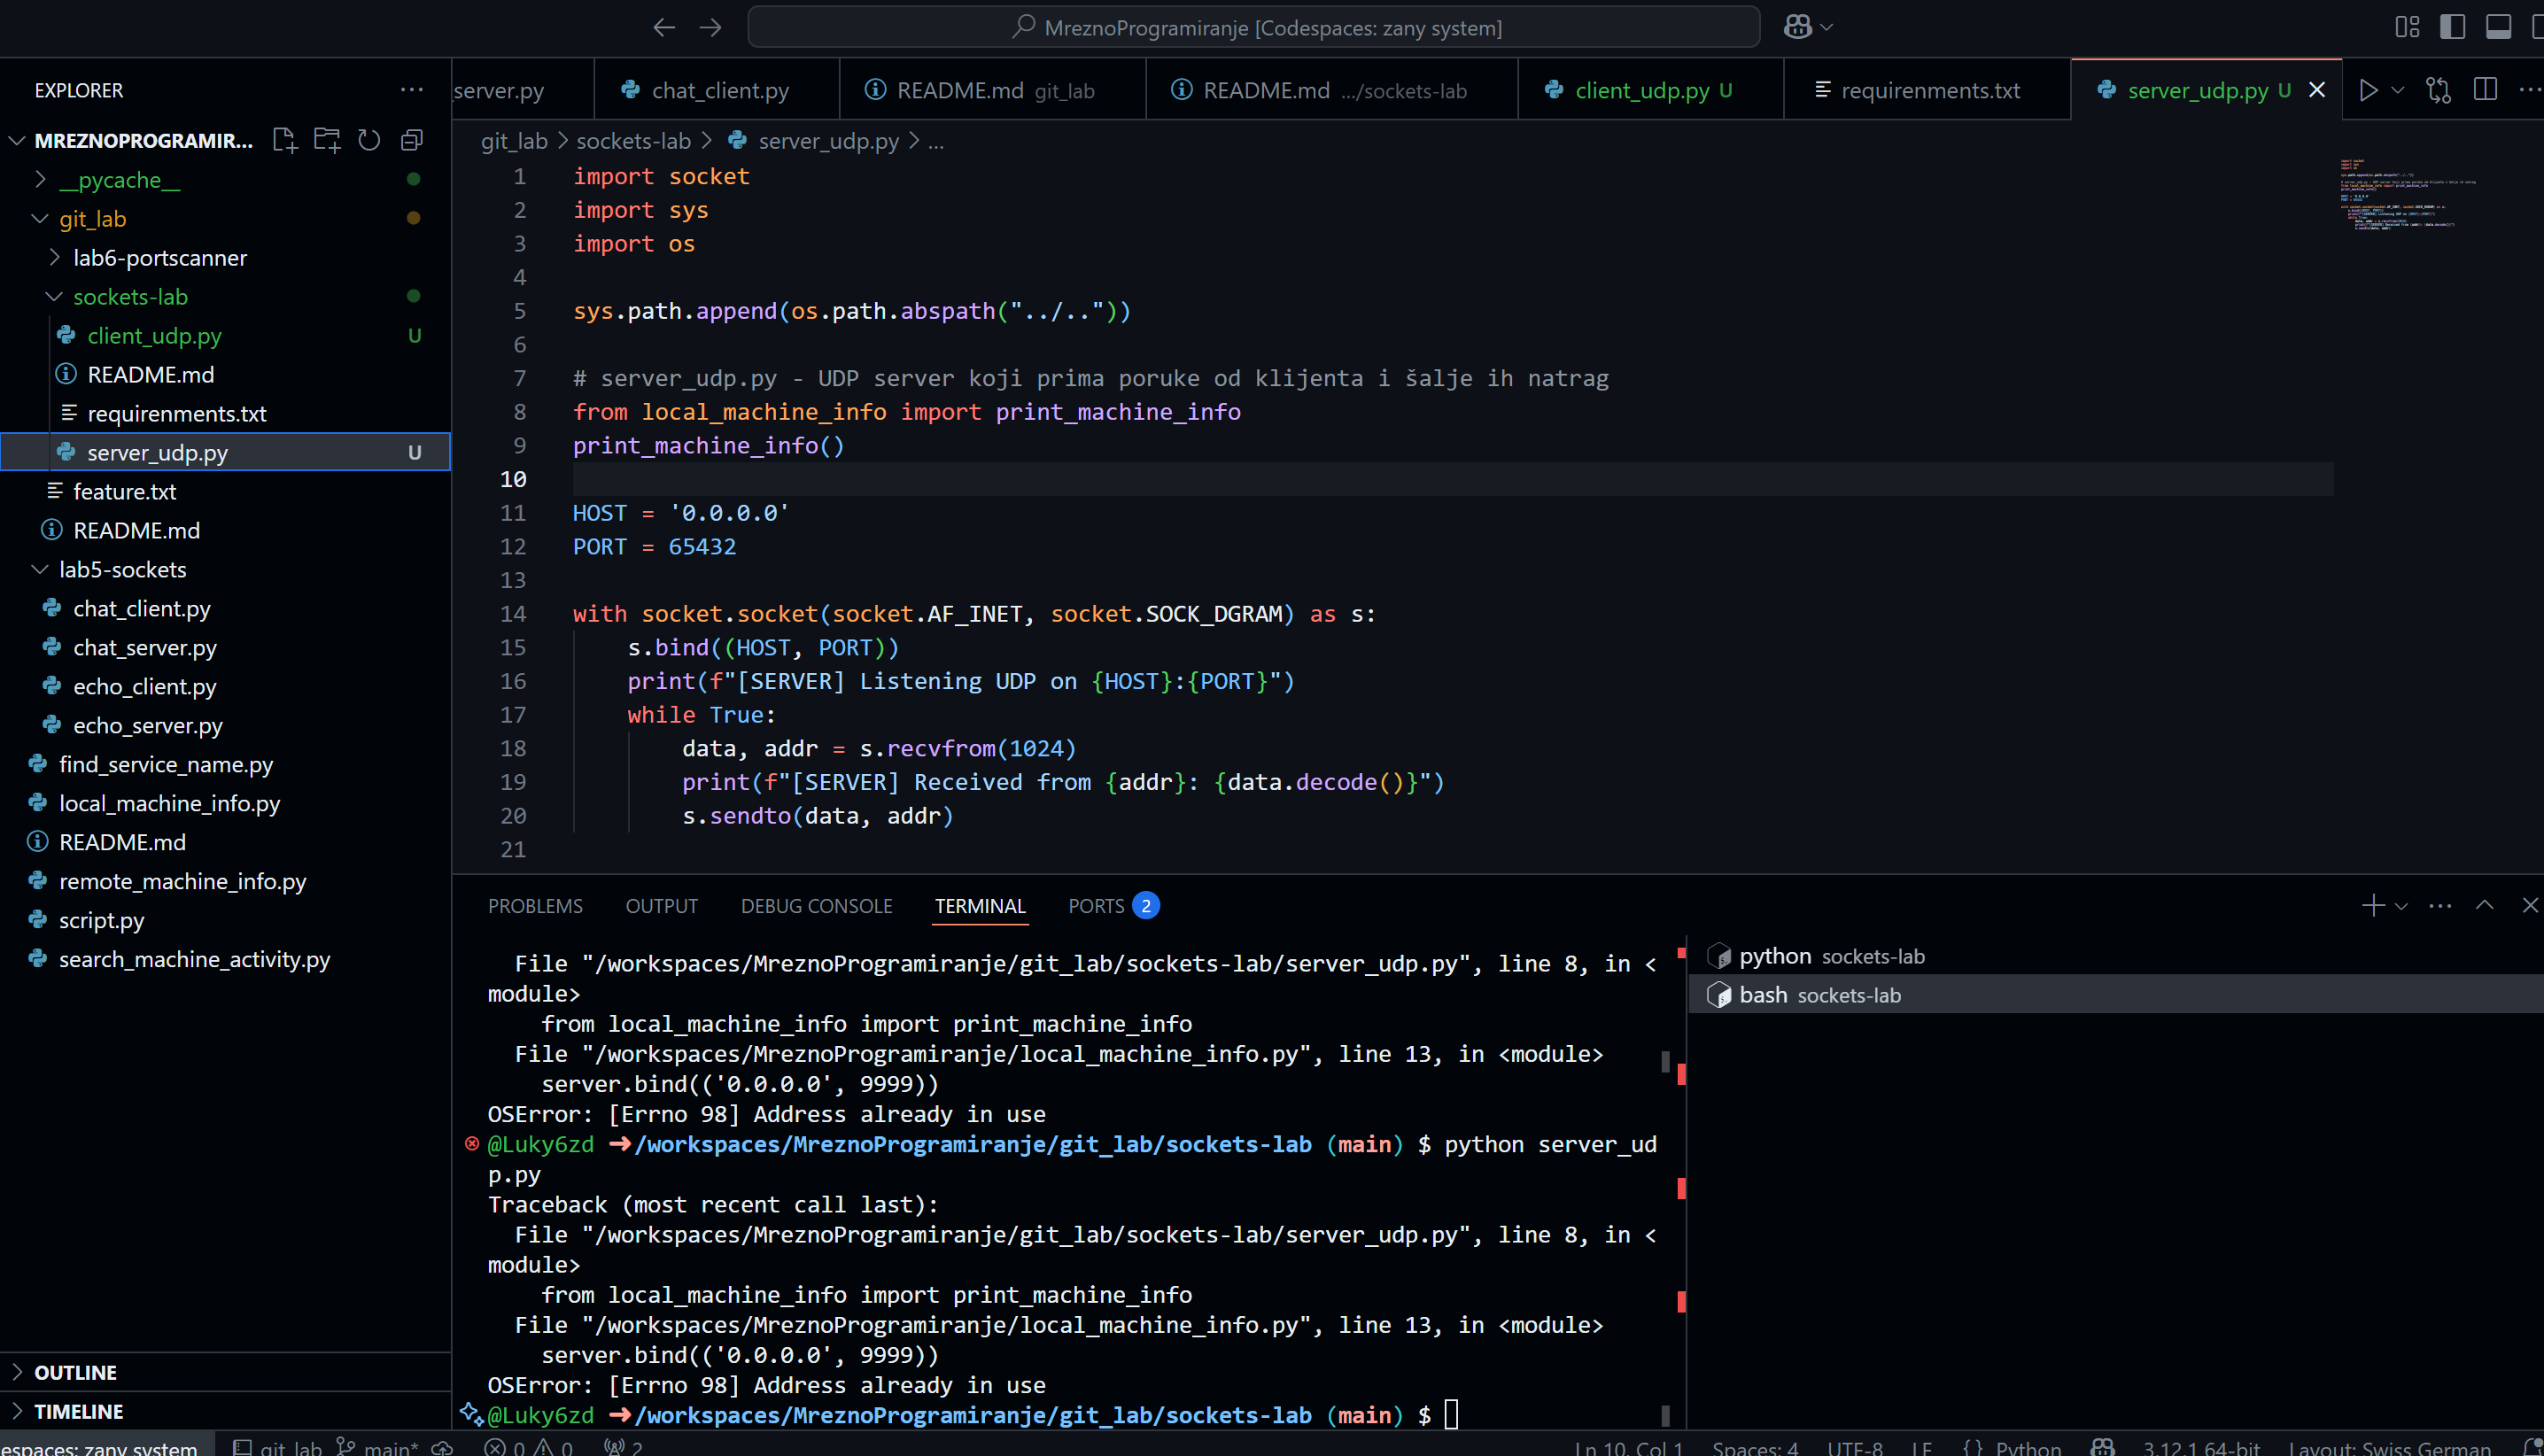 MreznoProgramiranje [Codespaces: zany system]
EXPLORER
MREZNOPROGRAMIR...
__pycache__
git_lab
lab6-portscanner
sockets-lab
client_udp.py U
README.md
requirenments.txt
server_udp.py U
feature.txt
README.md
lab5-sockets
chat_client.py
chat_server.py
echo_client.py
echo_server.py
find_service_name.py
local_machine_info.py
README.md
remote_machine_info.py
script.py
search_machine_activity.py
OUTLINE
TIMELINE
server.py
chat_client.py
README.md git_lab
README.md .../sockets-lab
client_udp.py U
requirenments.txt
server_udp.py U
git_lab > sockets-lab > server_udp.py > ...
1 import socket
2 import sys
3 import os
4
5 sys.path.append(os.path.abspath("../.."))
6
7 # server_udp.py - UDP server koji prima poruke od klijenta i šalje ih natrag
8 from local_machine_info import print_machine_info
9 print_machine_info()
10
11 HOST = '0.0.0.0'
12 PORT = 65432
13
14 with socket.socket(socket.AF_INET, socket.SOCK_DGRAM) as s:
15     s.bind((HOST, PORT))
16     print(f"[SERVER] Listening UDP on {HOST}:{PORT}")
17     while True:
18         data, addr = s.recvfrom(1024)
19         print(f"[SERVER] Received from {addr}: {data.decode()}")
20         s.sendto(data, addr)
21
PROBLEMS OUTPUT DEBUG CONSOLE TERMINAL PORTS 2
  File "/workspaces/MreznoProgramiranje/git_lab/sockets-lab/server_udp.py", line 8, in <
module>
    from local_machine_info import print_machine_info
  File "/workspaces/MreznoProgramiranje/local_machine_info.py", line 13, in <module>
    server.bind(('0.0.0.0', 9999))
OSError: [Errno 98] Address already in use
@Luky6zd ➜/workspaces/MreznoProgramiranje/git_lab/sockets-lab (main) $ python server_ud
p.py
Traceback (most recent call last):
  File "/workspaces/MreznoProgramiranje/git_lab/sockets-lab/server_udp.py", line 8, in <
module>
    from local_machine_info import print_machine_info
  File "/workspaces/MreznoProgramiranje/local_machine_info.py", line 13, in <module>
    server.bind(('0.0.0.0', 9999))
OSError: [Errno 98] Address already in use
@Luky6zd ➜/workspaces/MreznoProgramiranje/git_lab/sockets-lab (main) $
python sockets-lab
bash sockets-lab
espaces: zany system git_lab main* 0 0 2 Ln 10, Col 1 Spaces: 4 UTF-8 LF {} Python 3.12.1 64-bit Layout: Swiss German